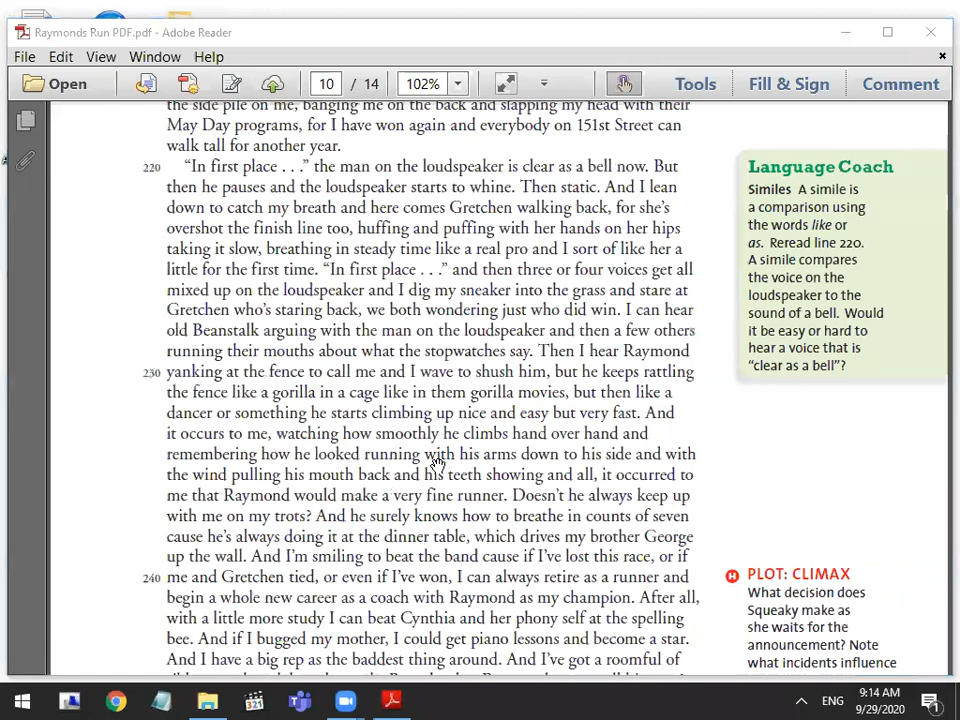 Raymonds Run PDF.pdf - Adobe Reader
File Edit View Window Help
Open 10 / 14 102% Tools Fill & Sign Comment
the side pile on me, banging me on the back and slapping my head with their
May Day programs, for I have won again and everybody on 151st Street can
walk tall for another year.
220 “In first place . . .” the man on the loudspeaker is clear as a bell now. But
then he pauses and the loudspeaker starts to whine. Then static. And I lean
down to catch my breath and here comes Gretchen walking back, for she’s
overshot the finish line too, huffing and puffing with her hands on her hips
taking it slow, breathing in steady time like a real pro and I sort of like her a
little for the first time. “In first place . . .” and then three or four voices get all
mixed up on the loudspeaker and I dig my sneaker into the grass and stare at
Gretchen who’s staring back, we both wondering just who did win. I can hear
old Beanstalk arguing with the man on the loudspeaker and then a few others
running their mouths about what the stopwatches say. Then I hear Raymond
230 yanking at the fence to call me and I wave to shush him, but he keeps rattling
the fence like a gorilla in a cage like in them gorilla movies, but then like a
dancer or something he starts climbing up nice and easy but very fast. And
it occurs to me, watching how smoothly he climbs hand over hand and
remembering how he looked running with his arms down to his side and with
the wind pulling his mouth back and his teeth showing and all, it occurred to
me that Raymond would make a very fine runner. Doesn’t he always keep up
with me on my trots? And he surely knows how to breathe in counts of seven
cause he’s always doing it at the dinner table, which drives my brother George
up the wall. And I’m smiling to beat the band cause if I’ve lost this race, or if
240 me and Gretchen tied, or even if I’ve won, I can always retire as a runner and
begin a whole new career as a coach with Raymond as my champion. After all,
with a little more study I can beat Cynthia and her phony self at the spelling
bee. And if I bugged my mother, I could get piano lessons and become a star.
And I have a big rep as the baddest thing around. And I’ve got a roomful of
Language Coach
Similes A simile is
a comparison using
the words like or
as. Reread line 220.
A simile compares
the voice on the
loudspeaker to the
sound of a bell. Would
it be easy or hard to
hear a voice that is
“clear as a bell”?
H PLOT: CLIMAX
What decision does
Squeaky make as
she waits for the
announcement? Note
what incidents influence
321
ENG
9:14 AM
9/29/2020
1